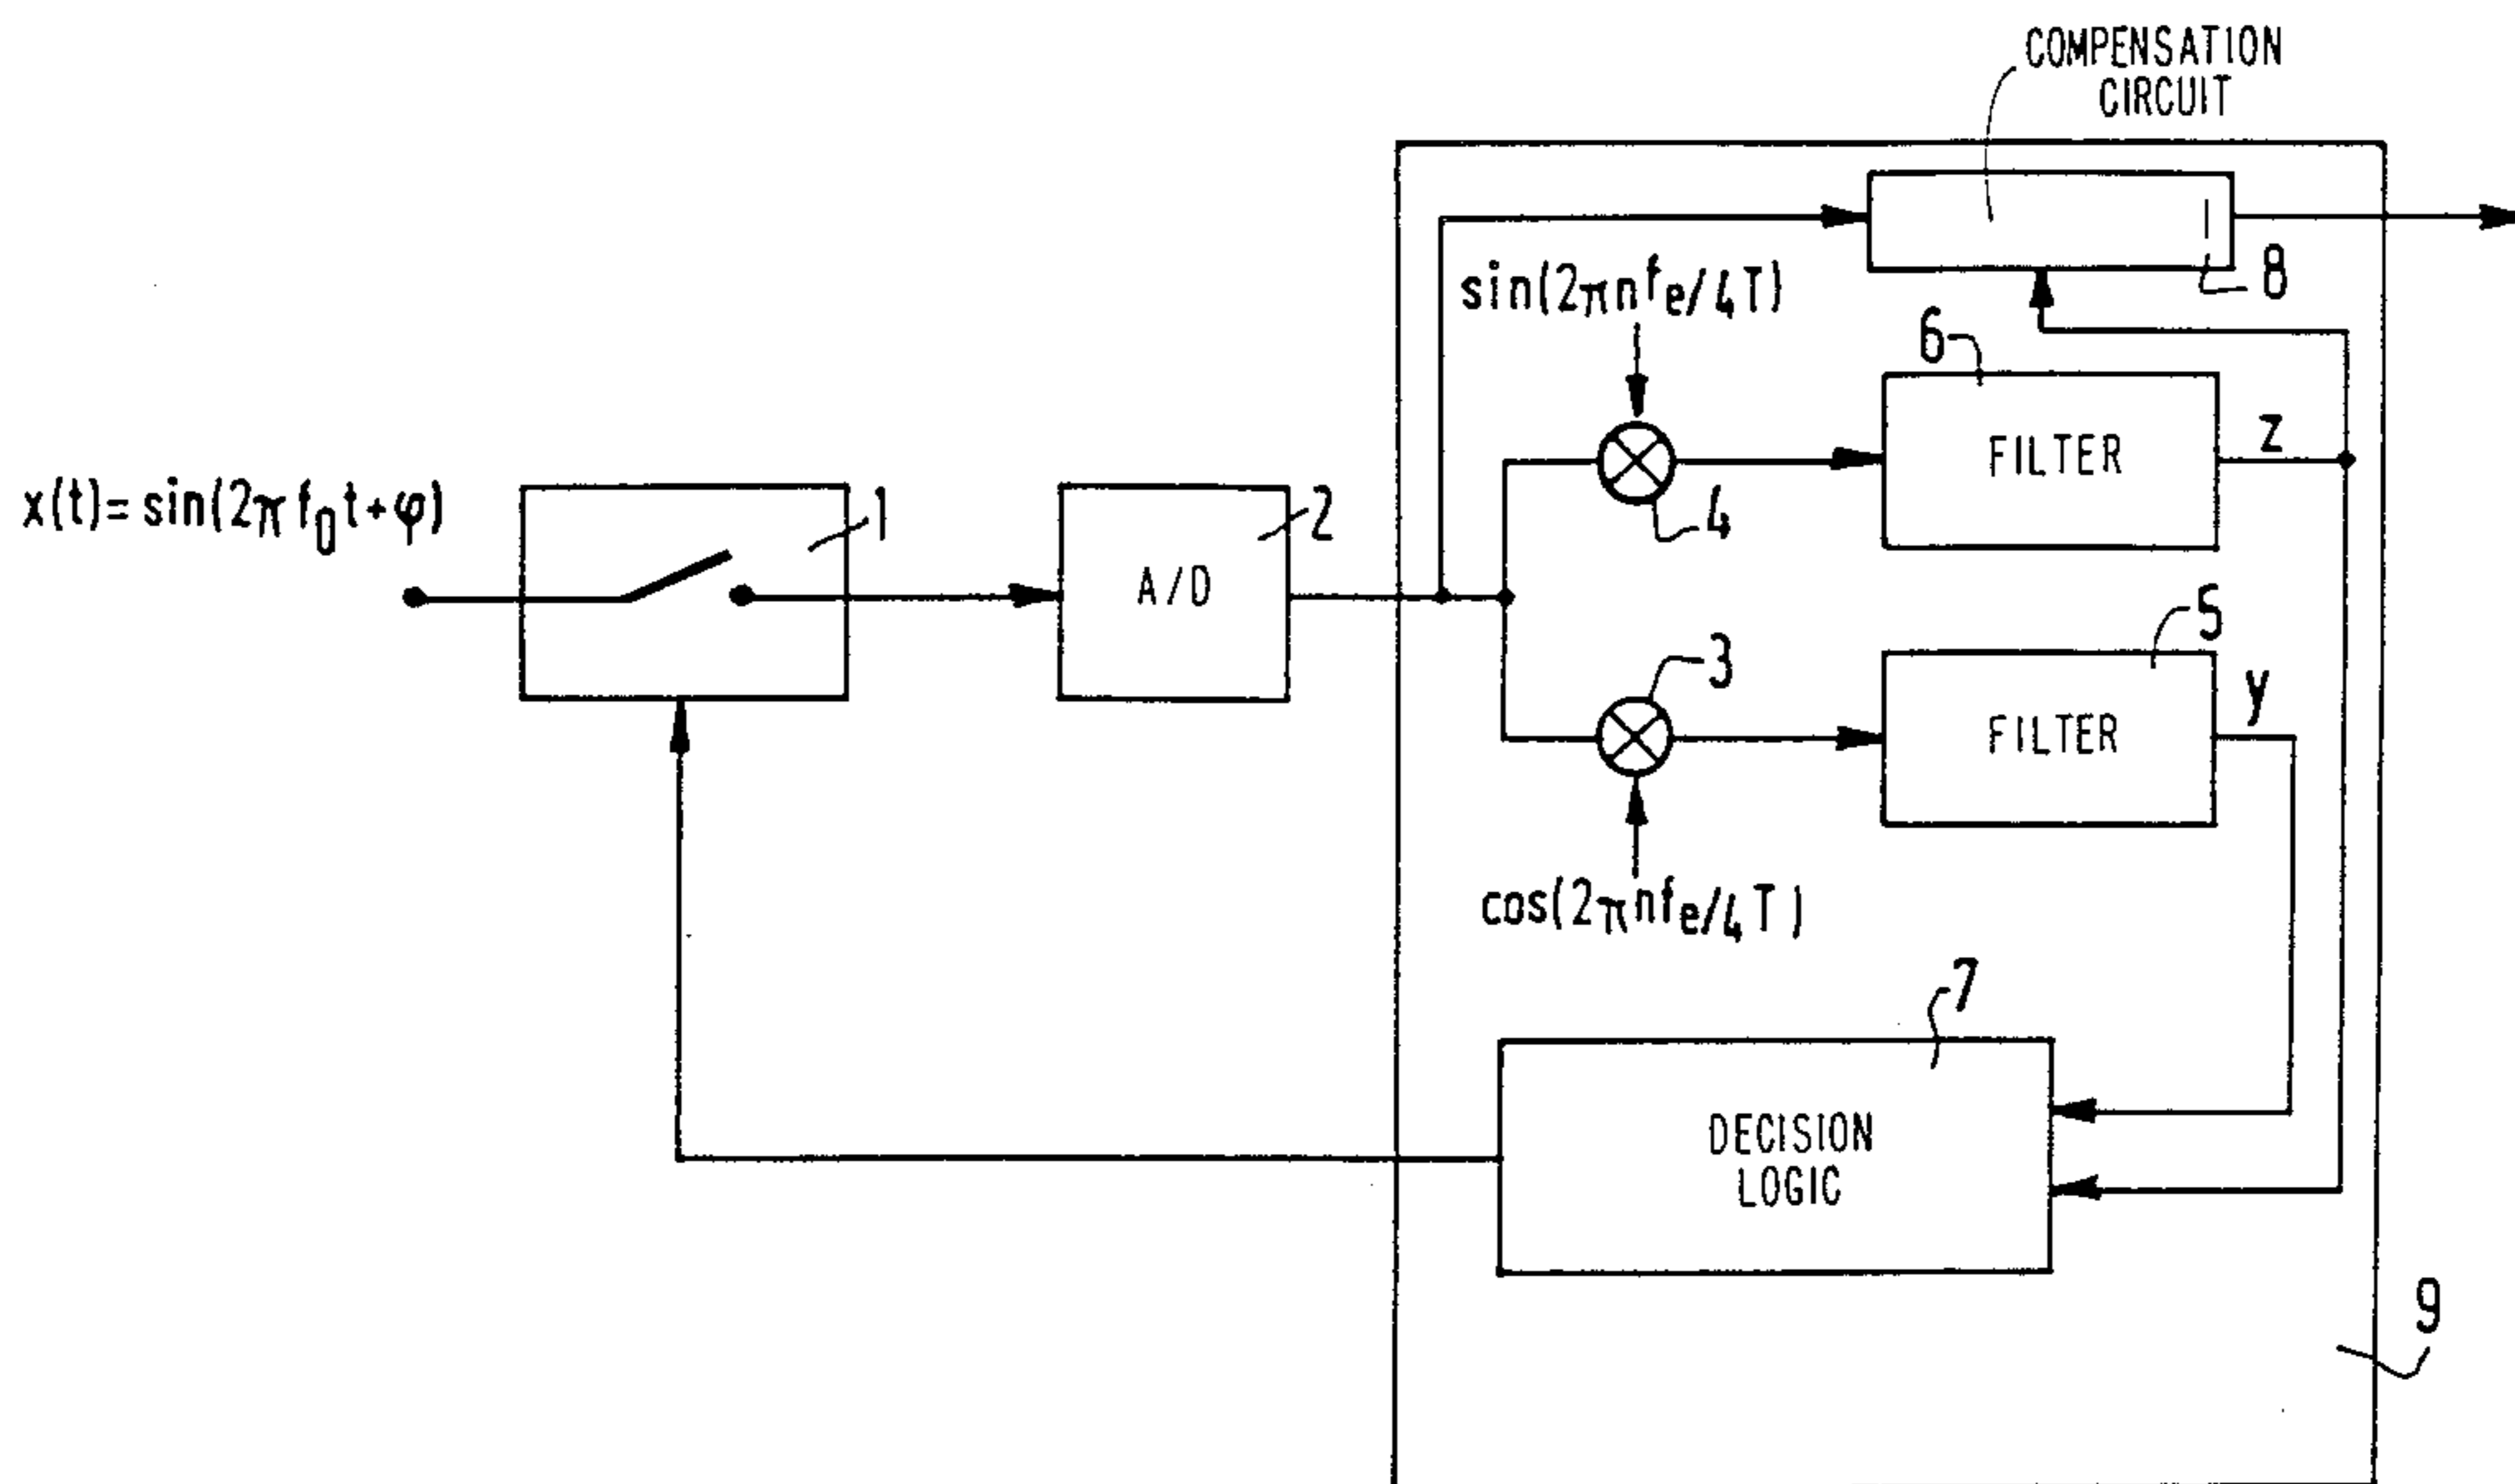 COMPENSATION
CIRCUIT
8
sin(2πnfe/4T)
6
FILTER
z
4
x(t)=sin(2πf0t+φ)
1
2
A/D
5
3
FILTER
y
cos(2πnfe/4T)
7
DECISION
LOGIC
9